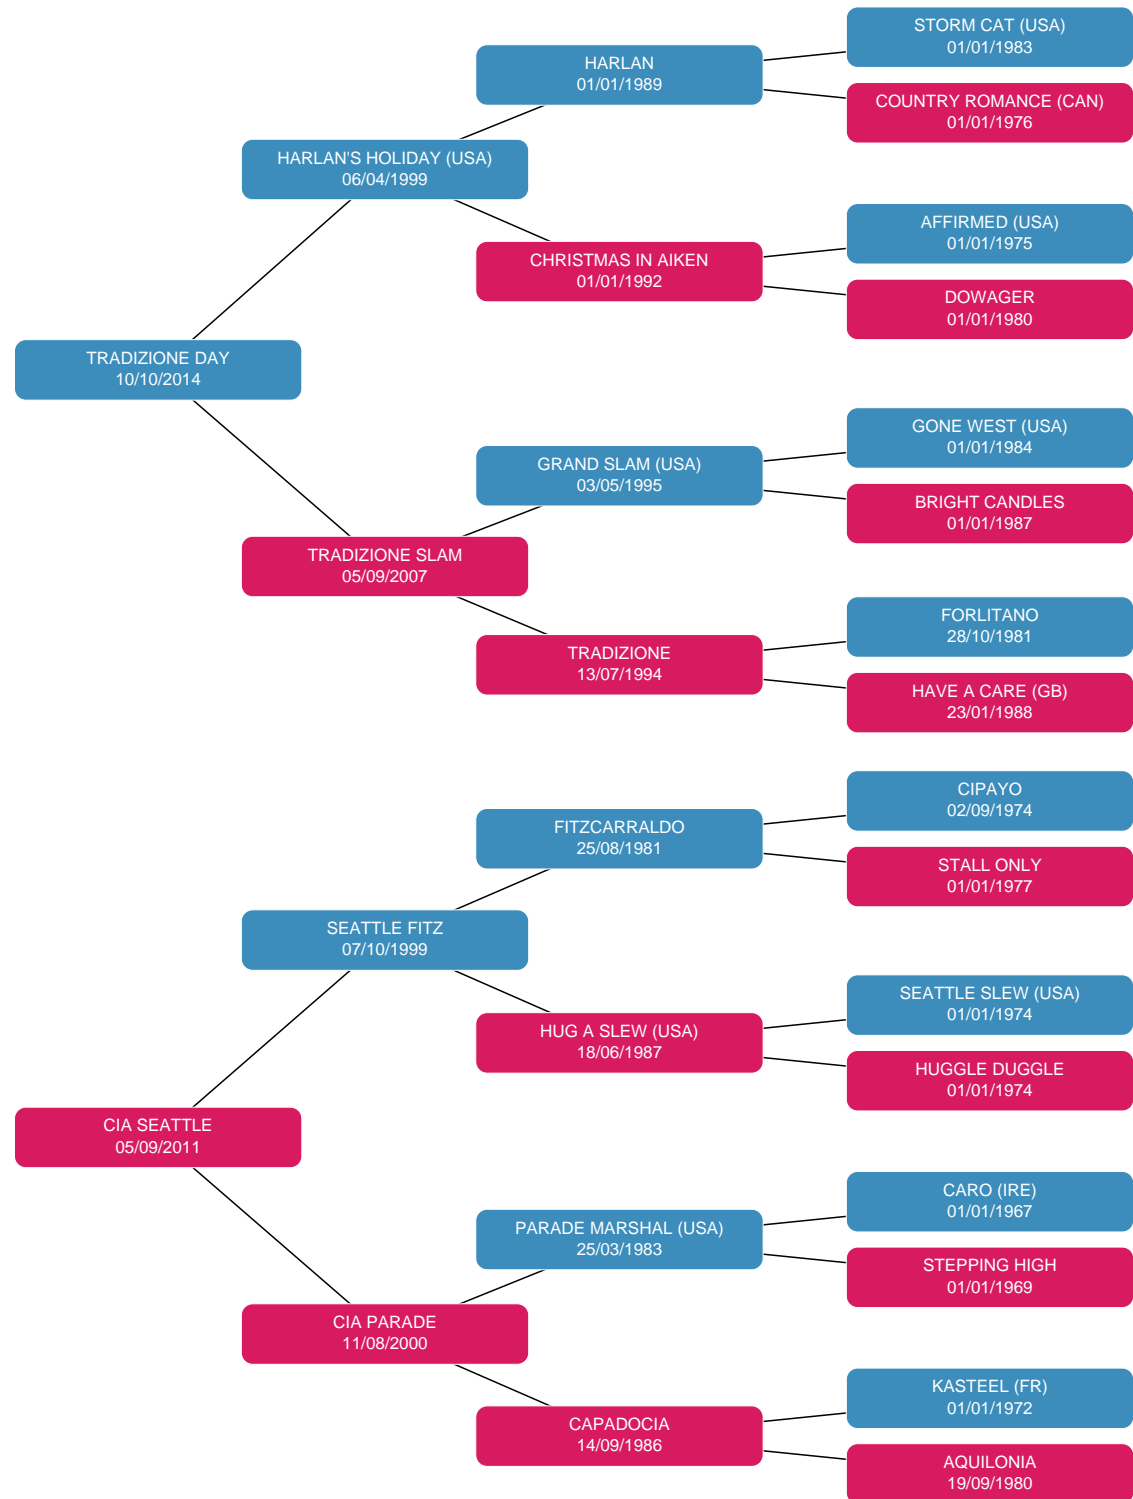 STORM CAT (USA)
01/01/1983
HARLAN
01/01/1989
COUNTRY ROMANCE (CAN)
01/01/1976
HARLAN'S HOLIDAY (USA)
06/04/1999
AFFIRMED (USA)
01/01/1975
CHRISTMAS IN AIKEN
01/01/1992
DOWAGER
01/01/1980
TRADIZIONE DAY
10/10/2014
GONE WEST (USA)
01/01/1984
GRAND SLAM (USA)
03/05/1995
BRIGHT CANDLES
01/01/1987
TRADIZIONE SLAM
05/09/2007
FORLITANO
28/10/1981
TRADIZIONE
13/07/1994
HAVE A CARE (GB)
23/01/1988
CIPAYO
02/09/1974
FITZCARRALDO
25/08/1981
STALL ONLY
01/01/1977
SEATTLE FITZ
07/10/1999
SEATTLE SLEW (USA)
01/01/1974
HUG A SLEW (USA)
18/06/1987
HUGGLE DUGGLE
01/01/1974
CIA SEATTLE
05/09/2011
CARO (IRE)
01/01/1967
PARADE MARSHAL (USA)
25/03/1983
STEPPING HIGH
01/01/1969
CIA PARADE
11/08/2000
KASTEEL (FR)
01/01/1972
CAPADOCIA
14/09/1986
AQUILONIA
19/09/1980